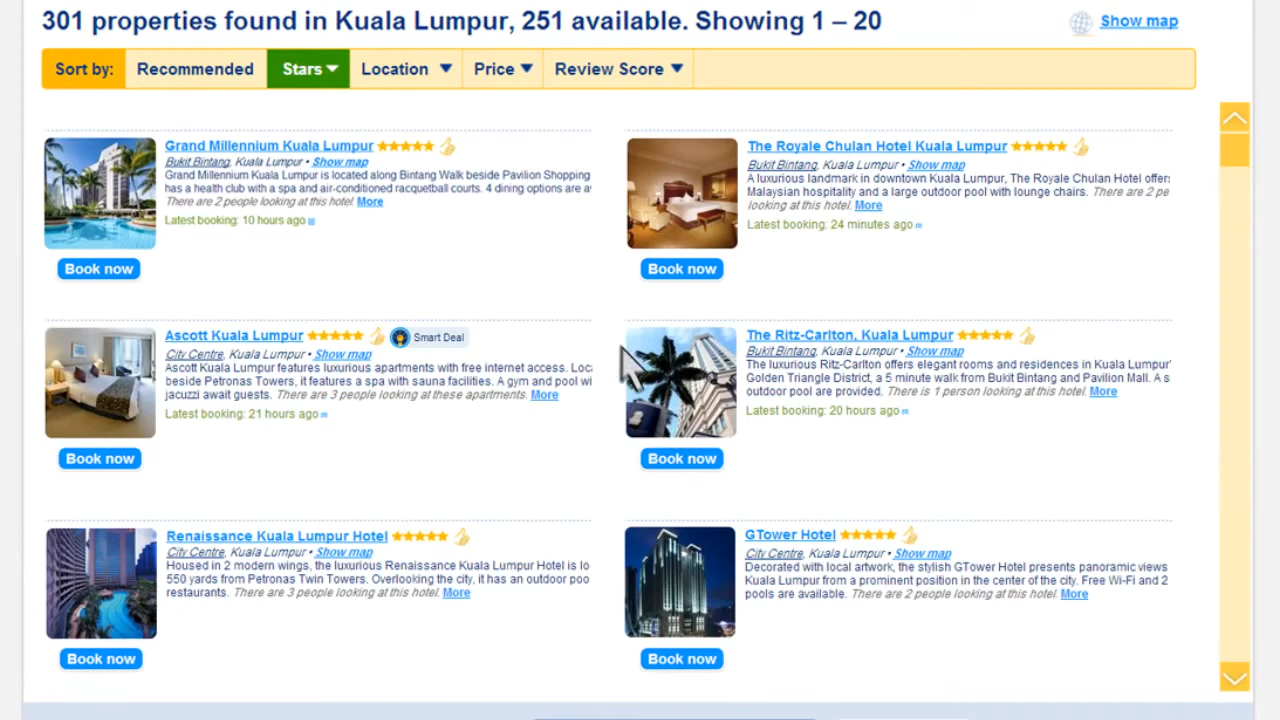 301 properties found in Kuala Lumpur, 251 available. Showing 1 – 20
Show map
Sort by: Recommended Stars Location Price Review Score
Grand Millennium Kuala Lumpur
Bukit Bintang, Kuala Lumpur • Show map
Grand Millennium Kuala Lumpur is located along Bintang Walk beside Pavilion Shopping
has a health club with a spa and air-conditioned racquetball courts. 4 dining options are a
There are 2 people looking at this hotel. More
Latest booking: 10 hours ago
Book now
The Royale Chulan Hotel Kuala Lumpur
Bukit Bintang, Kuala Lumpur • Show map
A luxurious landmark in downtown Kuala Lumpur, The Royale Chulan Hotel offers
Malaysian hospitality and a large outdoor pool with lounge chairs. There are 2 pe
looking at this hotel. More
Latest booking: 24 minutes ago
Book now
Ascott Kuala Lumpur Smart Deal
City Centre, Kuala Lumpur • Show map
Ascott Kuala Lumpur features luxurious apartments with free internet access. Loc
beside Petronas Towers, it features a spa with sauna facilities. A gym and pool wi
jacuzzi await guests. There are 3 people looking at these apartments. More
Latest booking: 21 hours ago
Book now
The Ritz-Carlton, Kuala Lumpur
Bukit Bintang, Kuala Lumpur • Show map
The luxurious Ritz-Carlton offers elegant rooms and residences in Kuala Lumpur'
Golden Triangle District, a 5 minute walk from Bukit Bintang and Pavilion Mall. A s
outdoor pool are provided. There is 1 person looking at this hotel. More
Latest booking: 20 hours ago
Book now
Renaissance Kuala Lumpur Hotel
City Centre, Kuala Lumpur • Show map
Housed in 2 modern wings, the luxurious Renaissance Kuala Lumpur Hotel is lo
550 yards from Petronas Twin Towers. Overlooking the city, it has an outdoor poo
restaurants. There are 3 people looking at this hotel. More
Book now
GTower Hotel
City Centre, Kuala Lumpur • Show map
Decorated with local artwork, the stylish GTower Hotel presents panoramic views
Kuala Lumpur from a prominent position in the center of the city. Free Wi-Fi and 2
pools are available. There are 2 people looking at this hotel. More
Book now